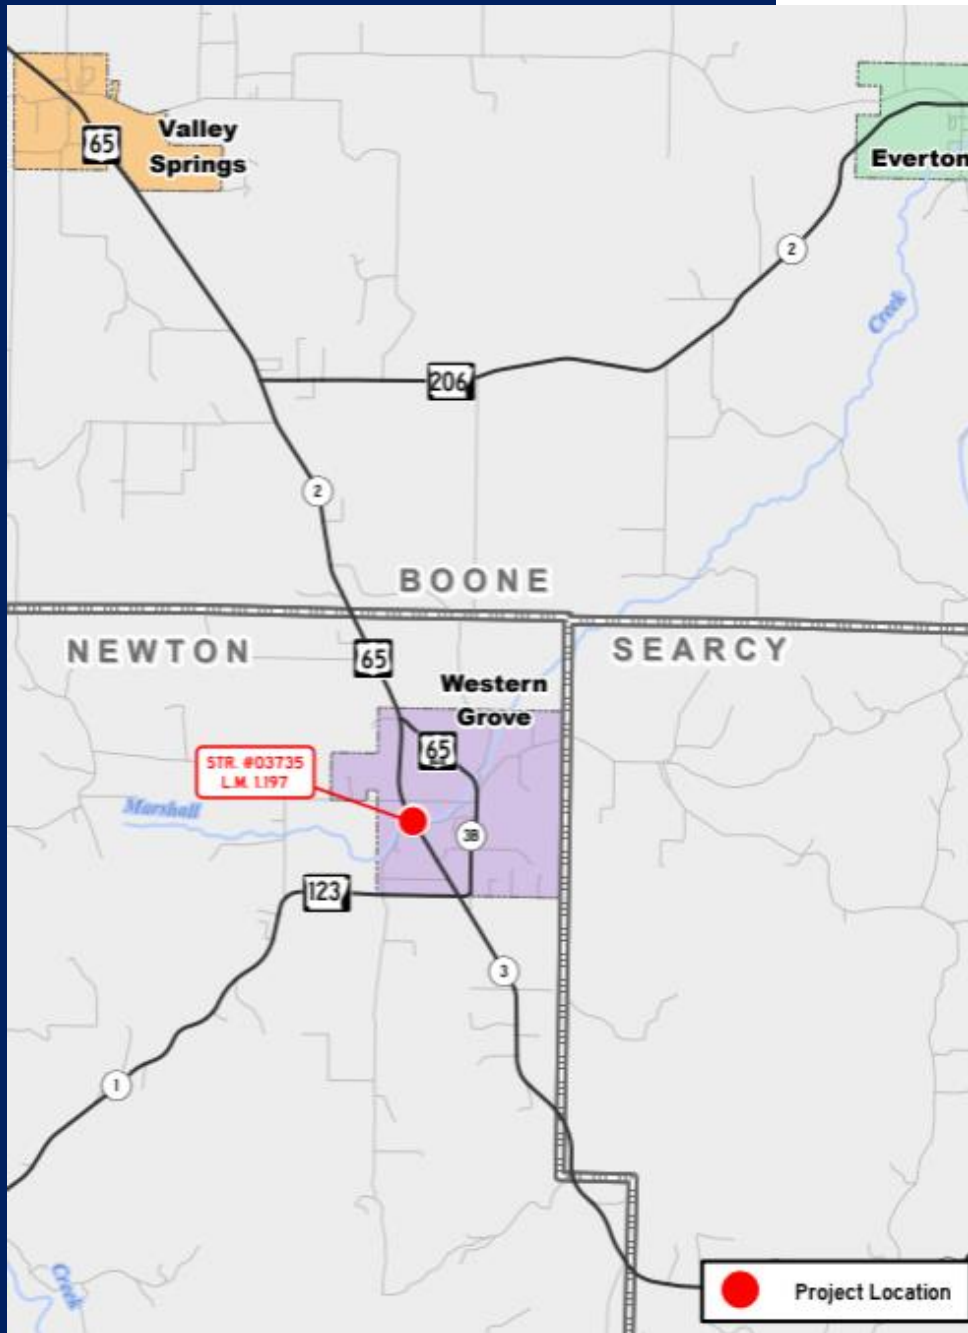 65
Valley
Springs
Everton
2
Creek
206
2
BOONE
NEWTON
SEARCY
65
Western
Grove
65
STR. #03735
L.M. 1.197
Marshall
3B
123
3
1
Creek
Project Location